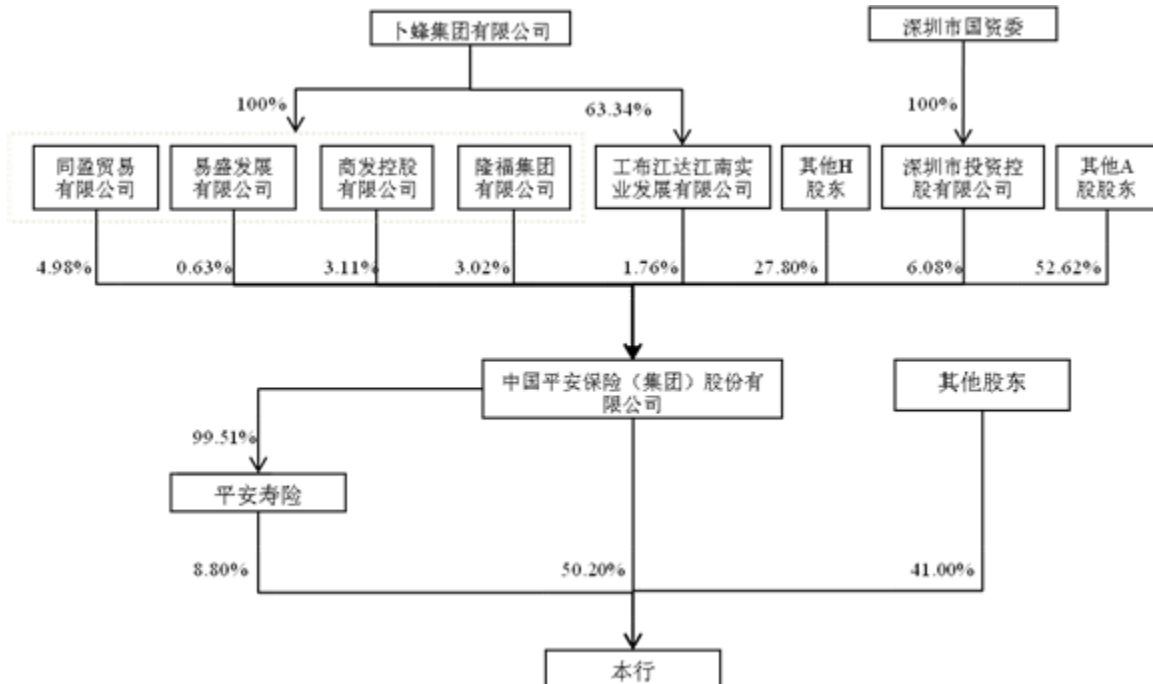 卜蜂集团有限公司
深圳市国资委
100%
63.34%
100%
同盈贸易
有限公司
易盛发展
有限公司
商发控股
有限公司
隆福集团
有限公司
工布江达江南实
业发展有限公司
其他H
股东
深圳市投资控
股有限公司
其他A
股股东
4.98%
0.63%
3.11%
3.02%
1.76%
27.80%
6.08%
52.62%
中国平安保险（集团）股份有
限公司
其他股东
99.51%
平安寿险
8.80%
50.20%
41.00%
本行